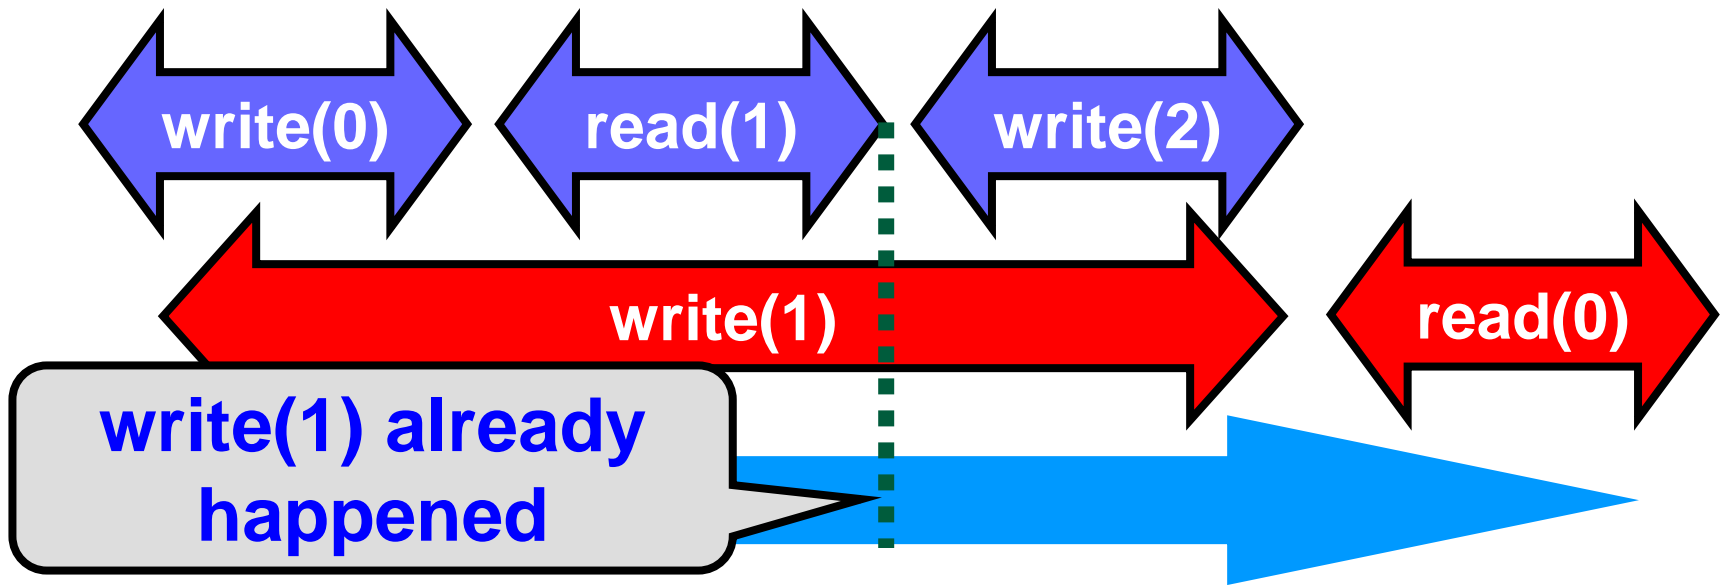 write(0) read(1) write(2)
write(1) read(0)
write(1) already
happened